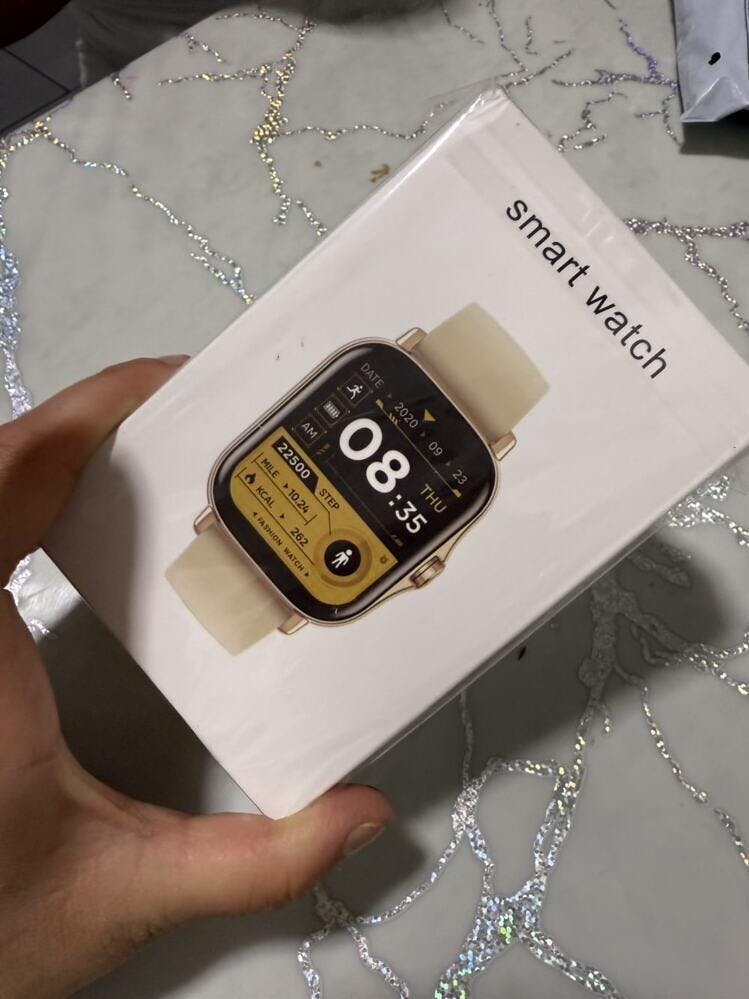 smart watch
DATE
2020 09 23
AM
08:35
THU
22500 STEP
MILE 10.24
KCAL 262
FASHION WATCH